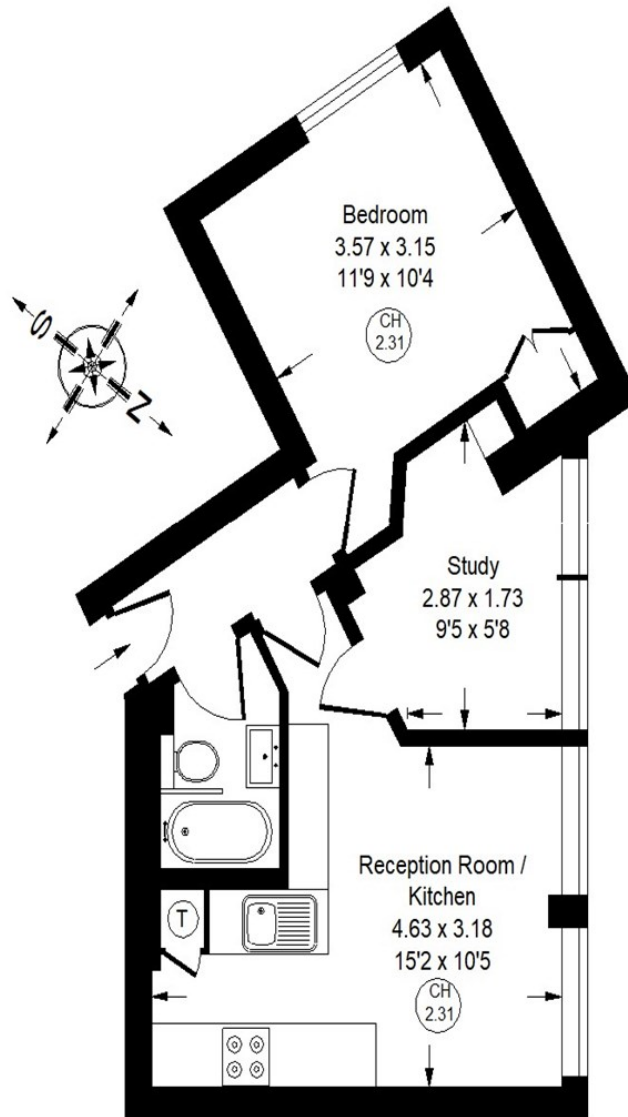 Bedroom
3.57 x 3.15
11'9 x 10'4
CH
2.31
S
N
Study
2.87 x 1.73
9'5 x 5'8
Reception Room /
Kitchen
4.63 x 3.18
15'2 x 10'5
CH
2.31
T